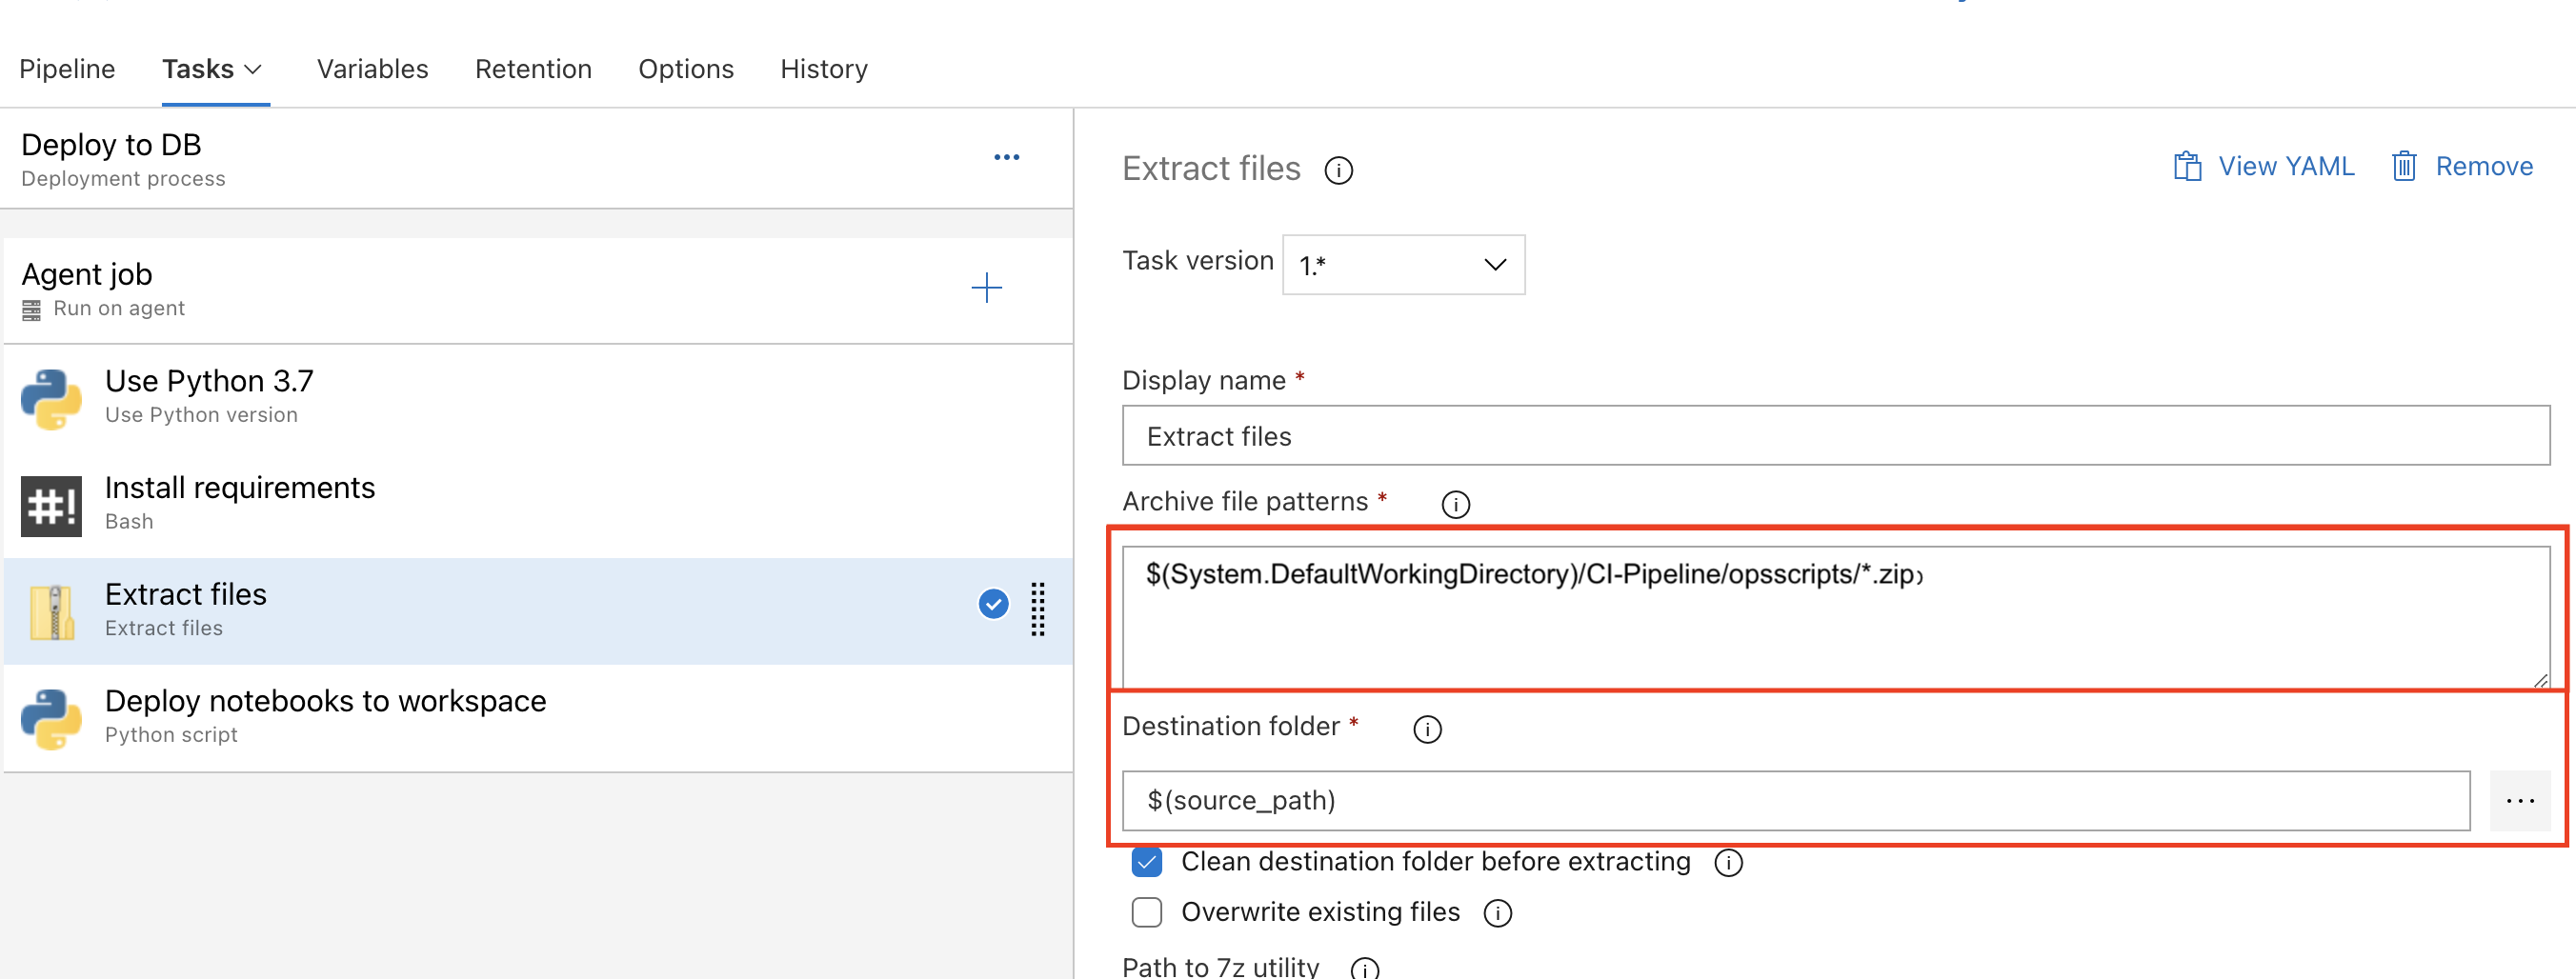 Pipeline Tasks Variables Retention Options History
Deploy to DB
Deployment process
Agent job
Run on agent
Use Python 3.7
Use Python version
#!
Install requirements
Bash
Extract files
Extract files
Deploy notebooks to workspace
Python script
Extract files
View YAML
Remove
Task version 1.*
Display name *
Extract files
Archive file patterns *
$(System.DefaultWorkingDirectory)/CI-Pipeline/opsscripts/*.zip
Destination folder *
$(source_path)
Clean destination folder before extracting
Overwrite existing files
Path to 7z utility